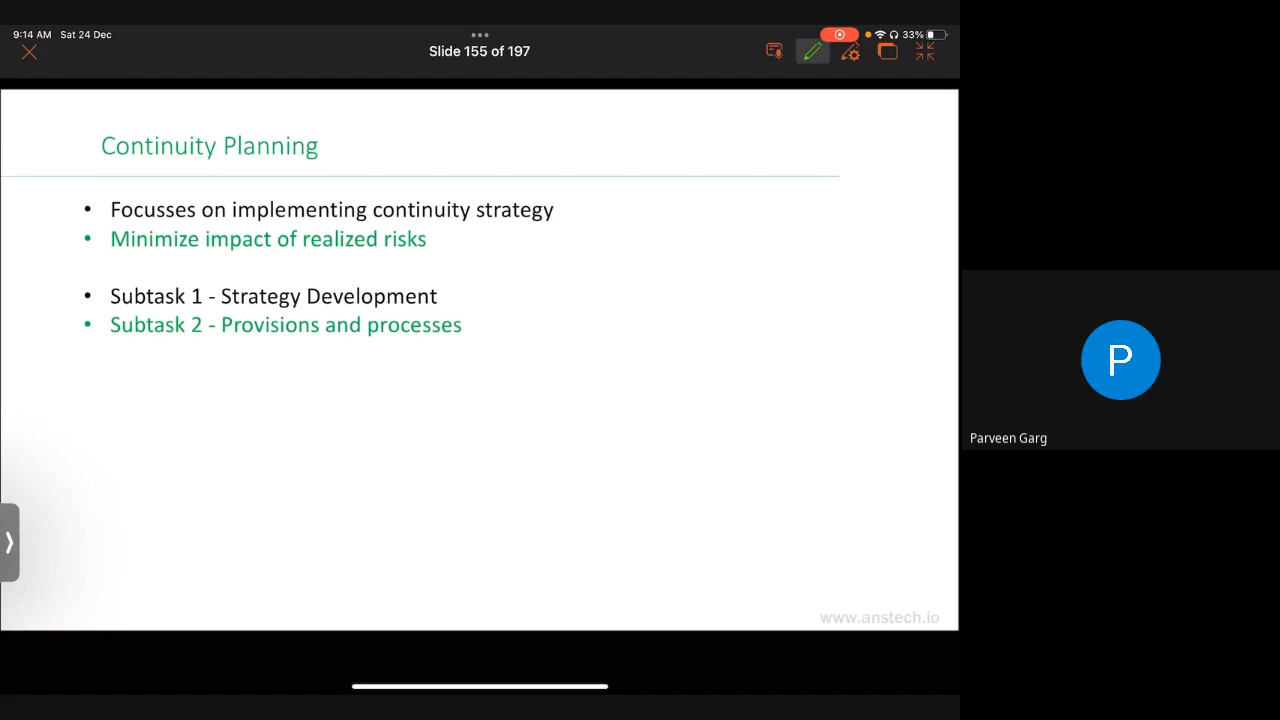 9:14 AM Sat 24 Dec
33%
Slide 155 of 197
Continuity Planning
• Focusses on implementing continuity strategy
• Minimize impact of realized risks
• Subtask 1 - Strategy Development
• Subtask 2 - Provisions and processes
www.anstech.io
P
Parveen Garg